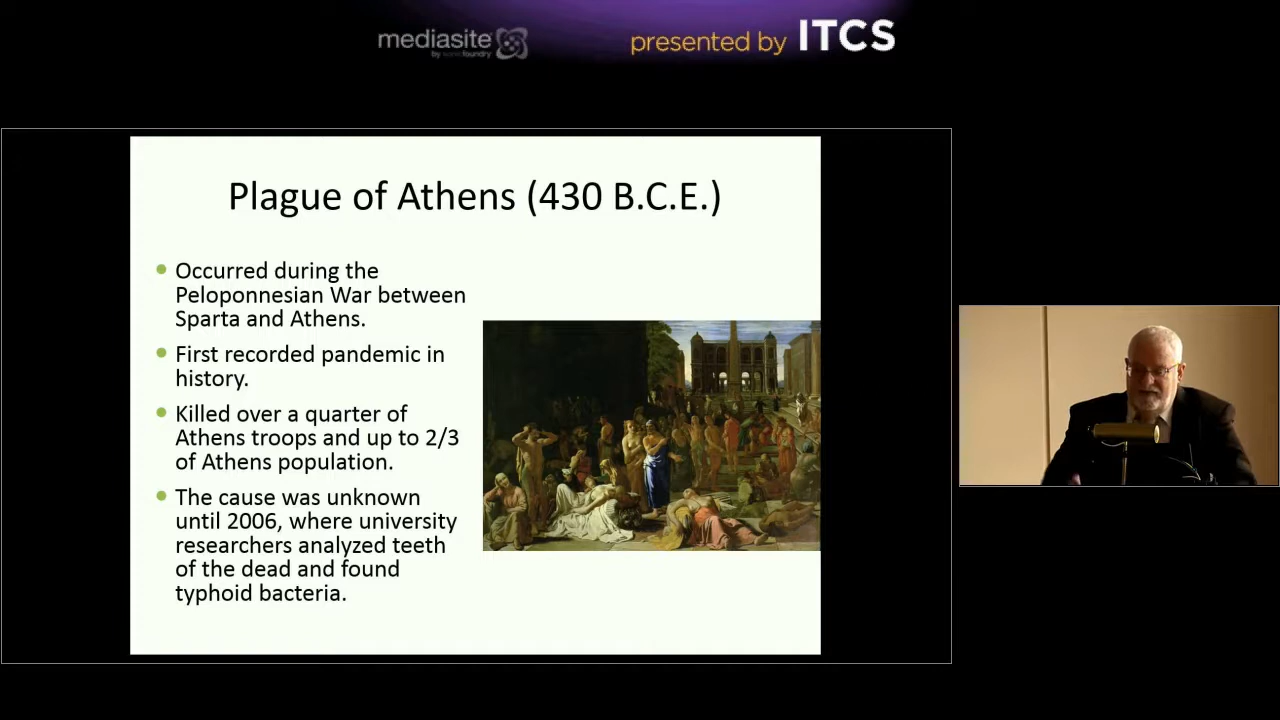 mediasite
by sonicfoundry
presented by ITCS
Plague of Athens (430 B.C.E.)
Occurred during the
Peloponnesian War between
Sparta and Athens.
First recorded pandemic in
history.
Killed over a quarter of
Athens troops and up to 2/3
of Athens population.
The cause was unknown
until 2006, where university
researchers analyzed teeth
of the dead and found
typhoid bacteria.